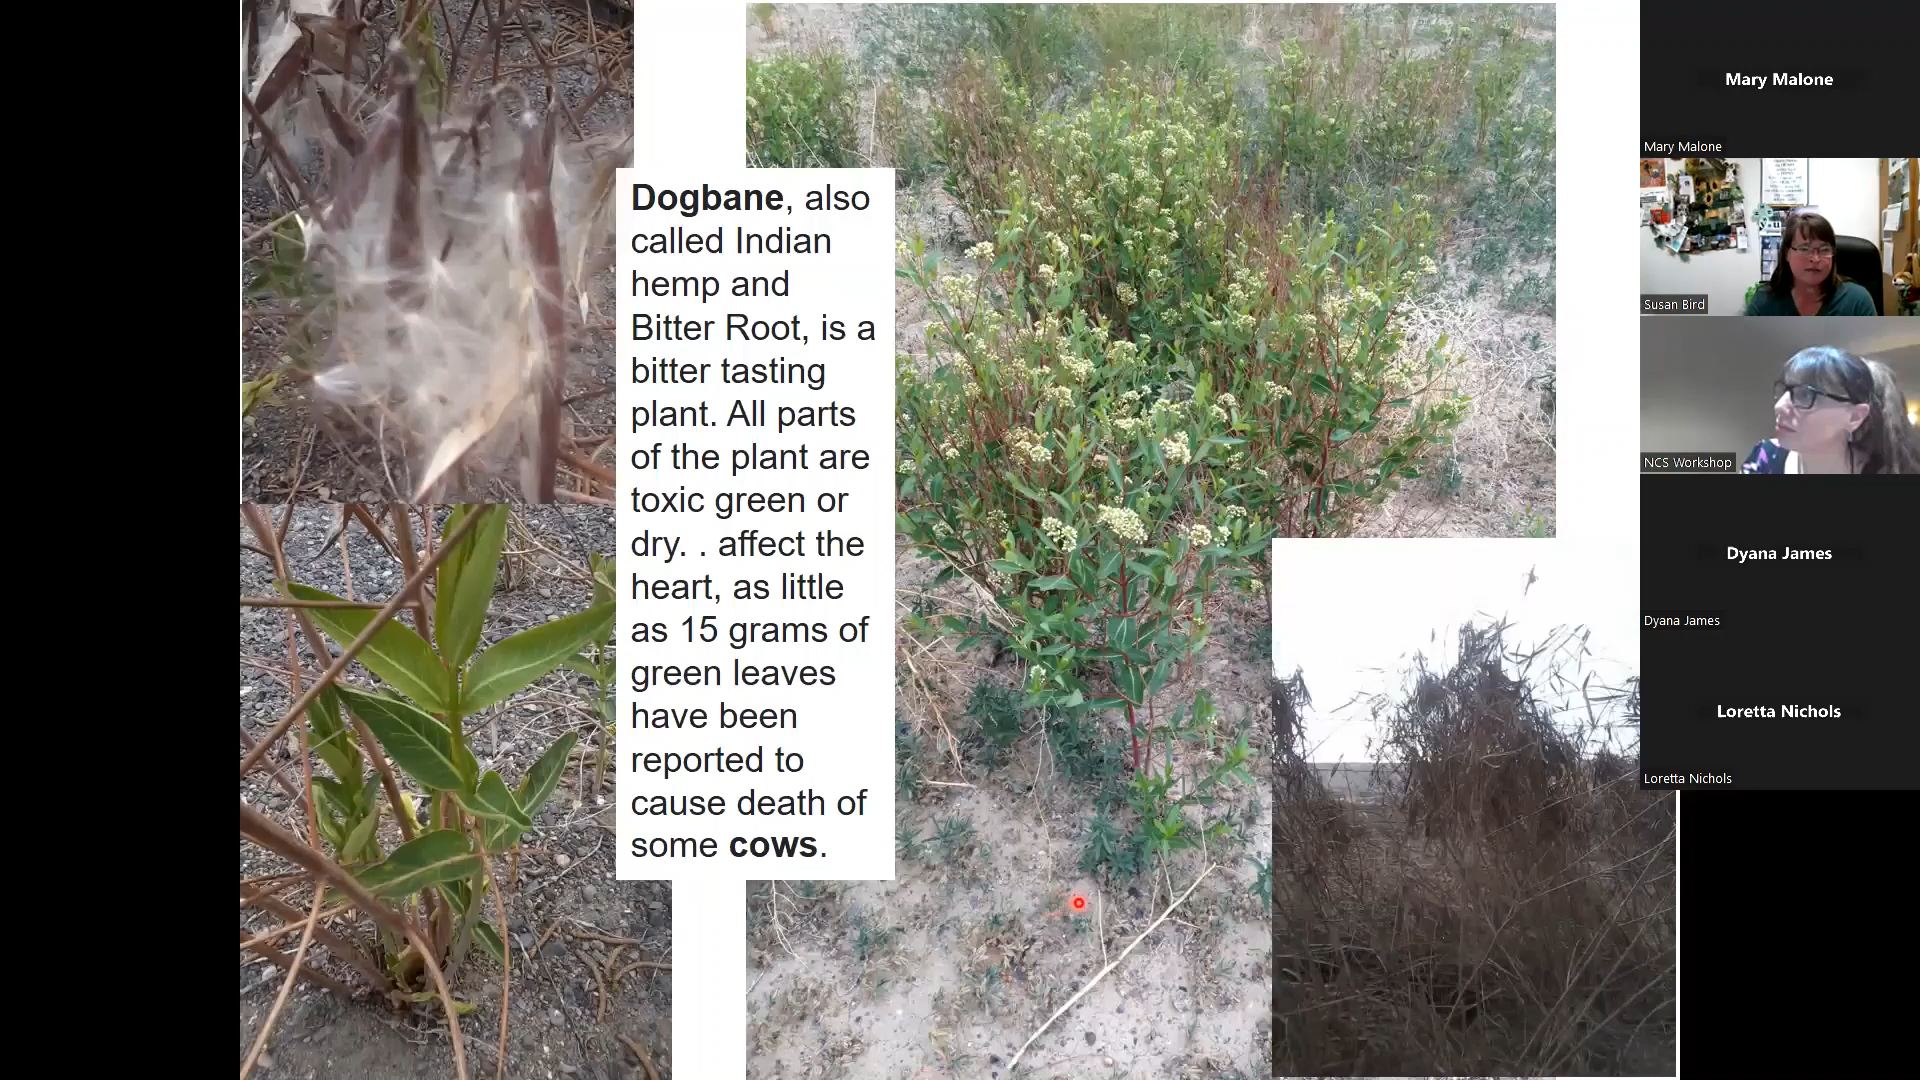 Dogbane, also
called Indian
hemp and
Bitter Root, is a
bitter tasting
plant. All parts
of the plant are
toxic green or
dry. . affect the
heart, as little
as 15 grams of
green leaves
have been
reported to
cause death of
some cows.
Mary Malone
Mary Malone
Susan Bird
NCS Workshop
Dyana James
Dyana James
Loretta Nichols
Loretta Nichols